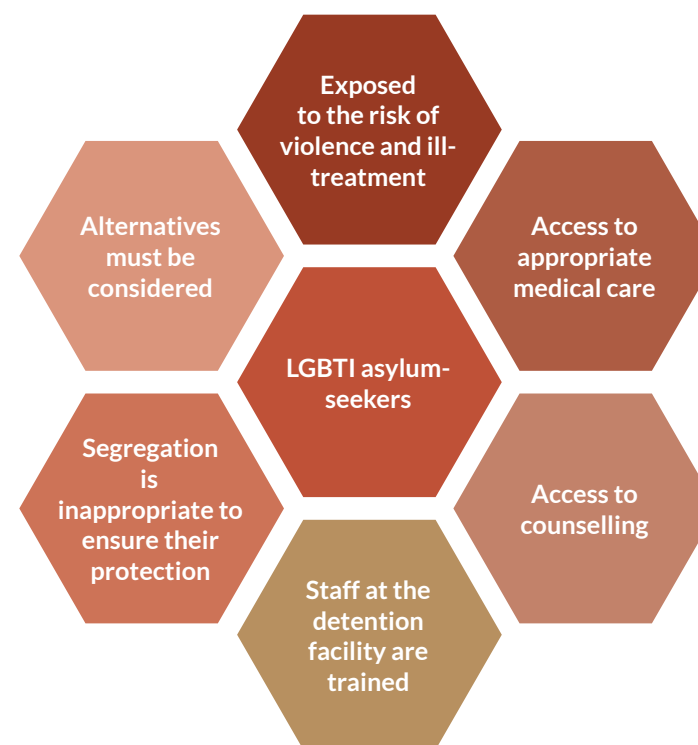 Exposed
to the risk of
violence and ill-
treatment
Alternatives
must be
considered
Access to
appropriate
medical care
LGBTI asylum-
seekers
Segregation
is
inappropriate to
ensure their
protection
Access to
counselling
Staff at the
detention
facility are
trained